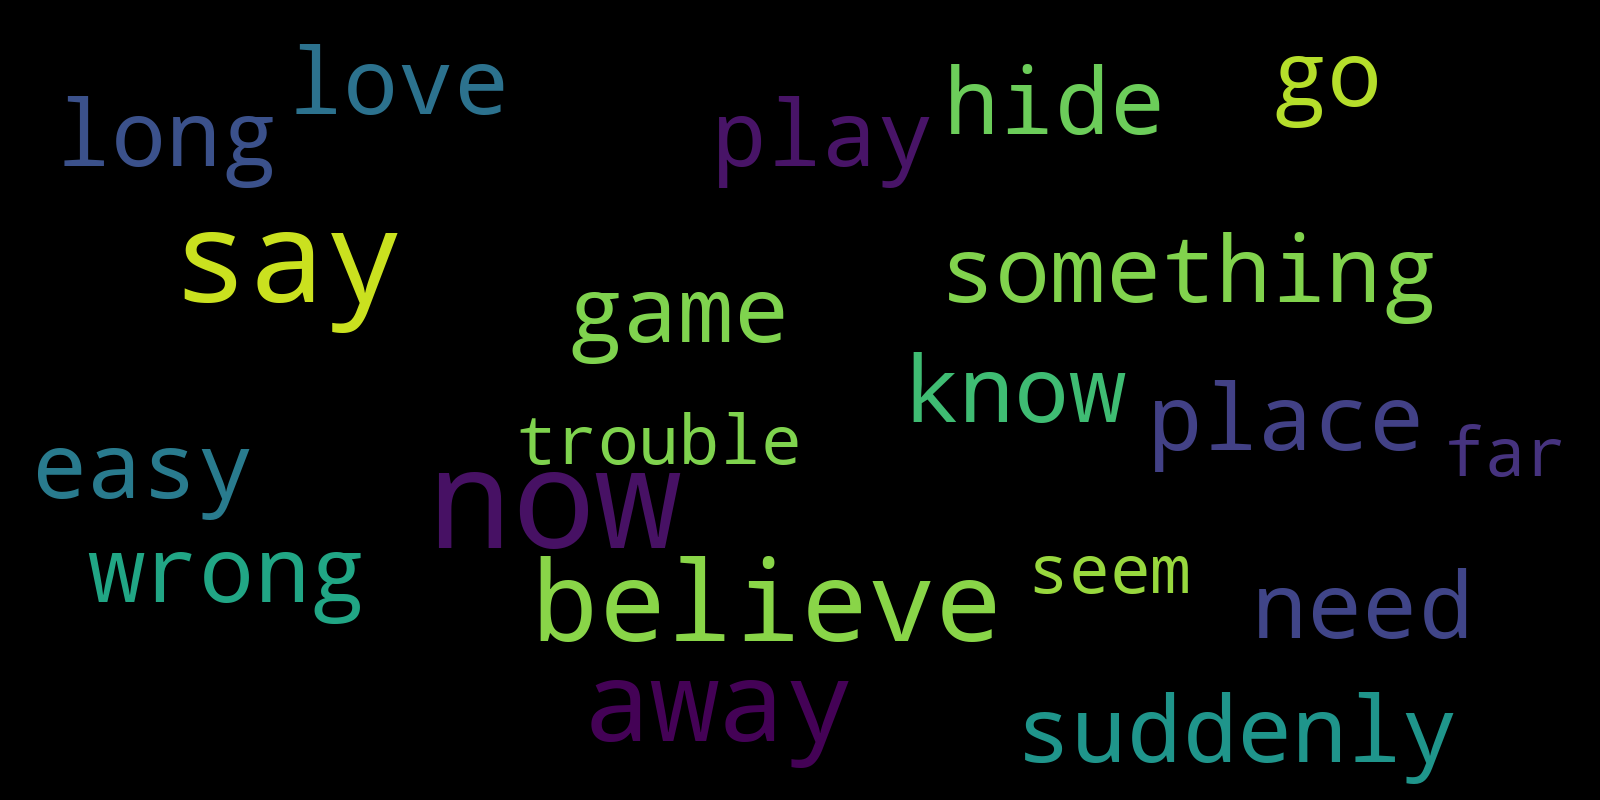 love
long
play
hide
go
say
something
game
know
place
trouble
far
easy
now
wrong
believe
seem
need
away
suddenly